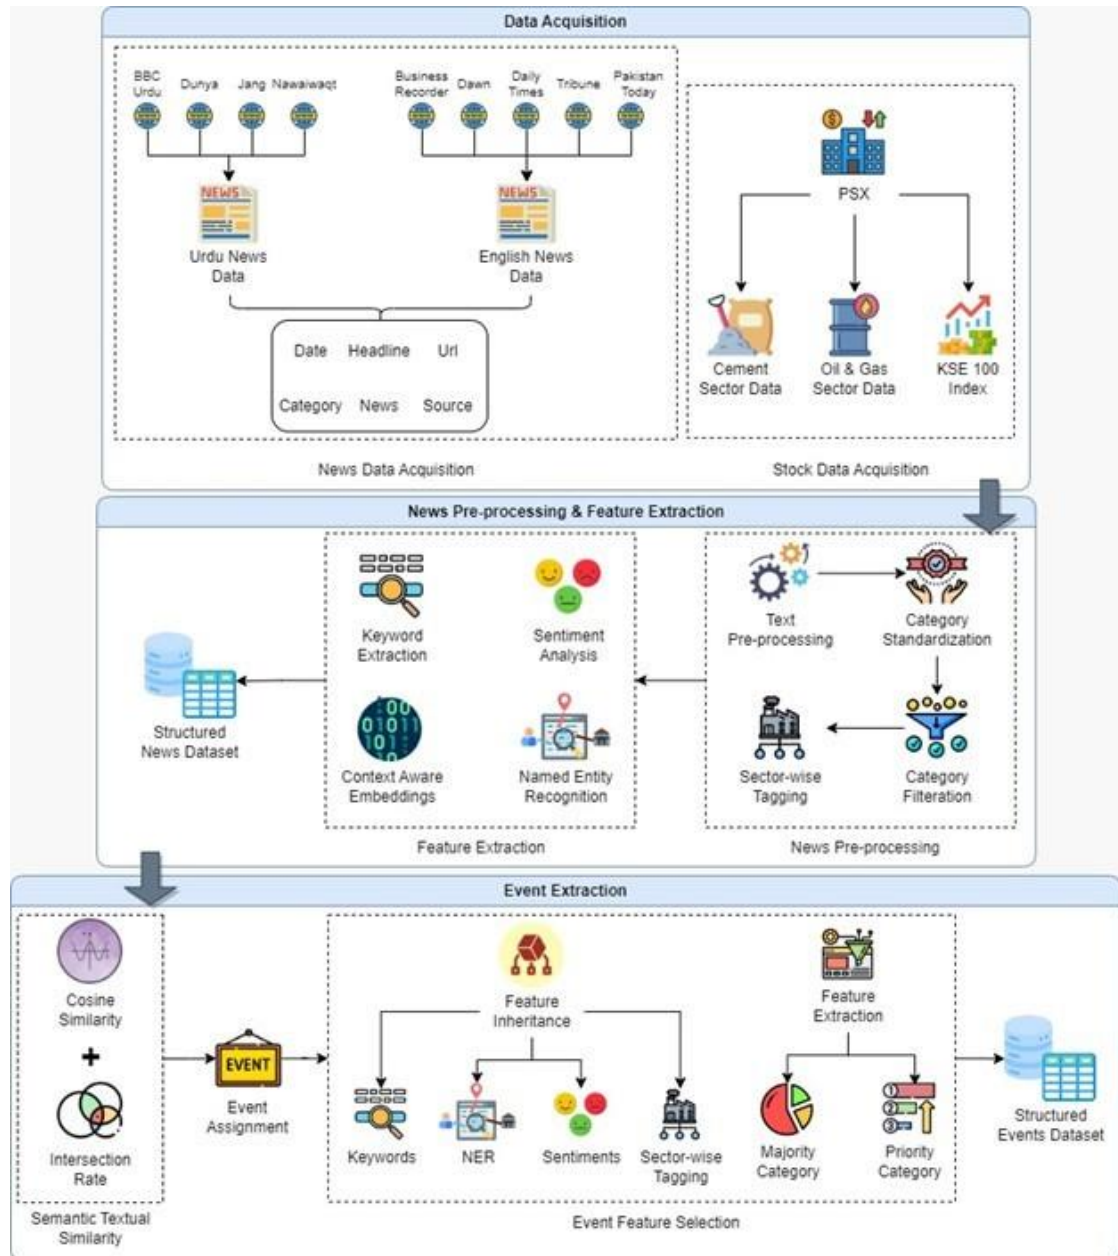 Data Acquisition
BBC
Urdu
Dunya
Jang
Nawaiwaqt
Business
Recorder
Dawn
Daily
Times
Tribune
Pakistan
Today
NEWS
Urdu News
Data
NEWS
English News
Data
Date Headline Url
Category News Source
News Data Acquisition
PSX
Cement
Sector Data
Oil & Gas
Sector Data
KSE 100
Index
Stock Data Acquisition
News Pre-processing & Feature Extraction
Structured
News Dataset
Keyword
Extraction
Sentiment
Analysis
Context Aware
Embeddings
Named Entity
Recognition
Feature Extraction
Text
Pre-processing
Category
Standardization
Sector-wise
Tagging
Category
Filteration
News Pre-processing
Event Extraction
Cosine
Similarity
+
Intersection
Rate
Semantic Textual
Similarity
EVENT
Event
Assignment
Feature
Inheritance
Keywords
NER
Sentiments
Sector-wise
Tagging
Feature
Extraction
Majority
Category
1
2
3
Priority
Category
Event Feature Selection
Structured
Events Dataset